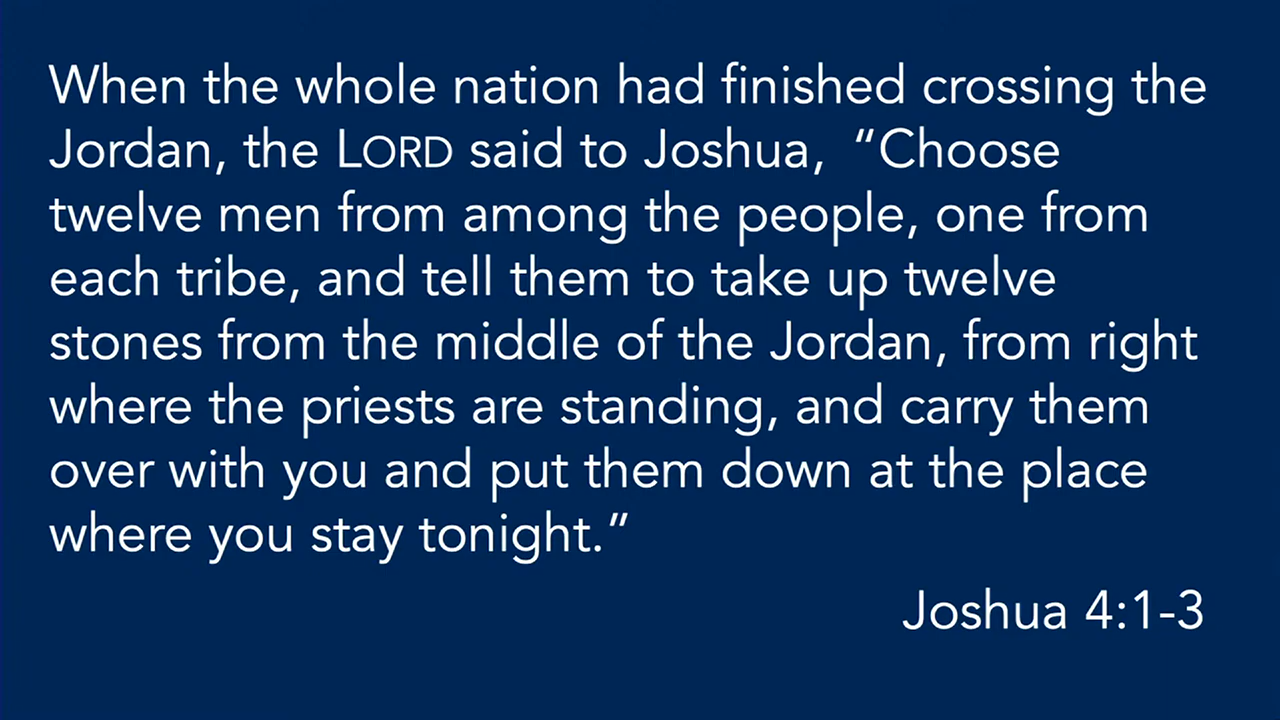 When the whole nation had finished crossing the
Jordan, the LORD said to Joshua,  “Choose
twelve men from among the people, one from
each tribe, and tell them to take up twelve
stones from the middle of the Jordan, from right
where the priests are standing, and carry them
over with you and put them down at the place
where you stay tonight.”
Joshua 4:1-3